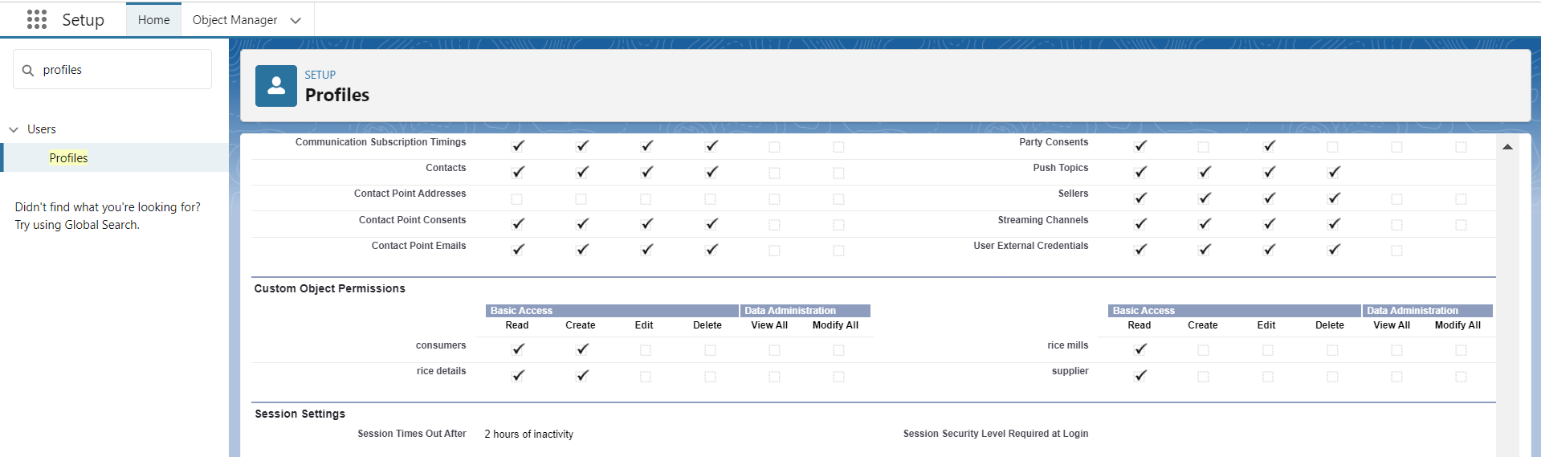 Setup
Home
Object Manager
profiles
Users
Profiles
Didn't find what you're looking for?
Try using Global Search.
SETUP
Profiles
Communication Subscription Timings
Party Consents
Contacts
Push Topics
Contact Point Addresses
Sellers
Contact Point Consents
Streaming Channels
Contact Point Emails
User External Credentials
Custom Object Permissions
Basic Access Data Administration Basic Access Data Administration
Read Create Edit Delete View All Modify All Read Create Edit Delete View All Modify All
consumers
rice mills
rice details
supplier
Session Settings
Session Times Out After 2 hours of inactivity
Session Security Level Required at Login